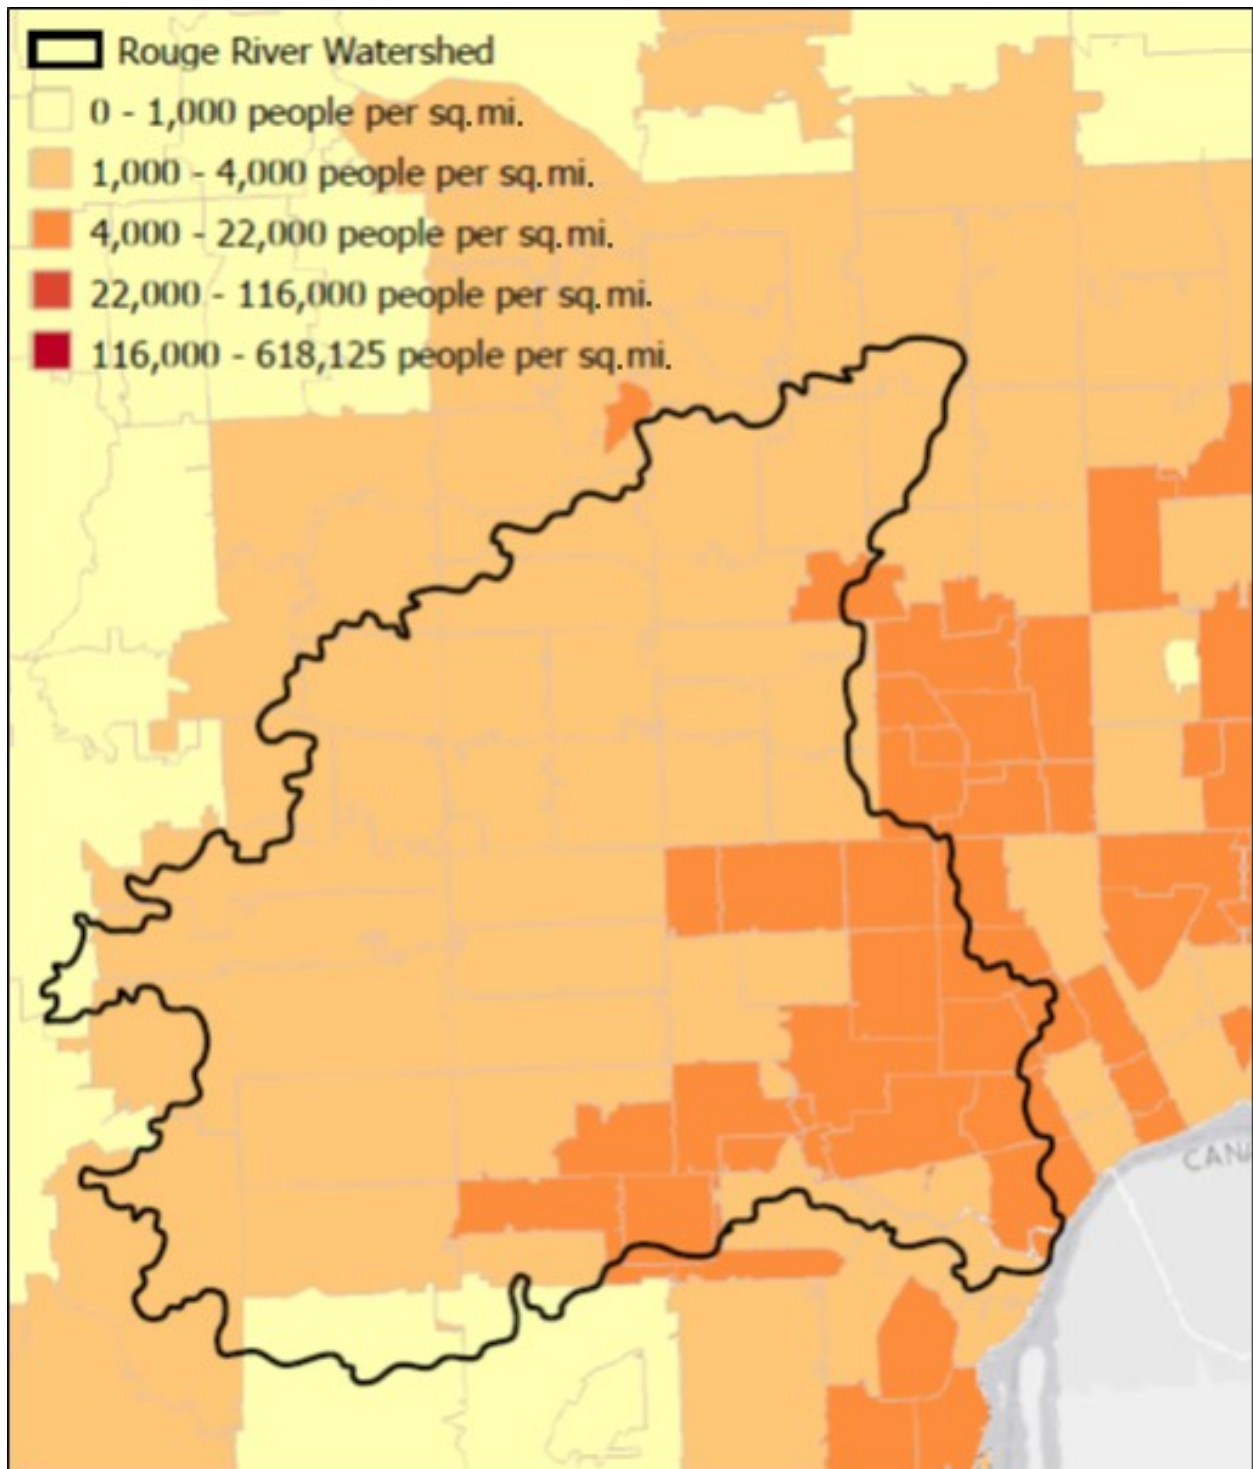 Rouge River Watershed
0 - 1,000 people per sq.mi.
1,000 - 4,000 people per sq.mi.
4,000 - 22,000 people per sq.mi.
22,000 - 116,000 people per sq.mi.
116,000 - 618,125 people per sq.mi.
CANA